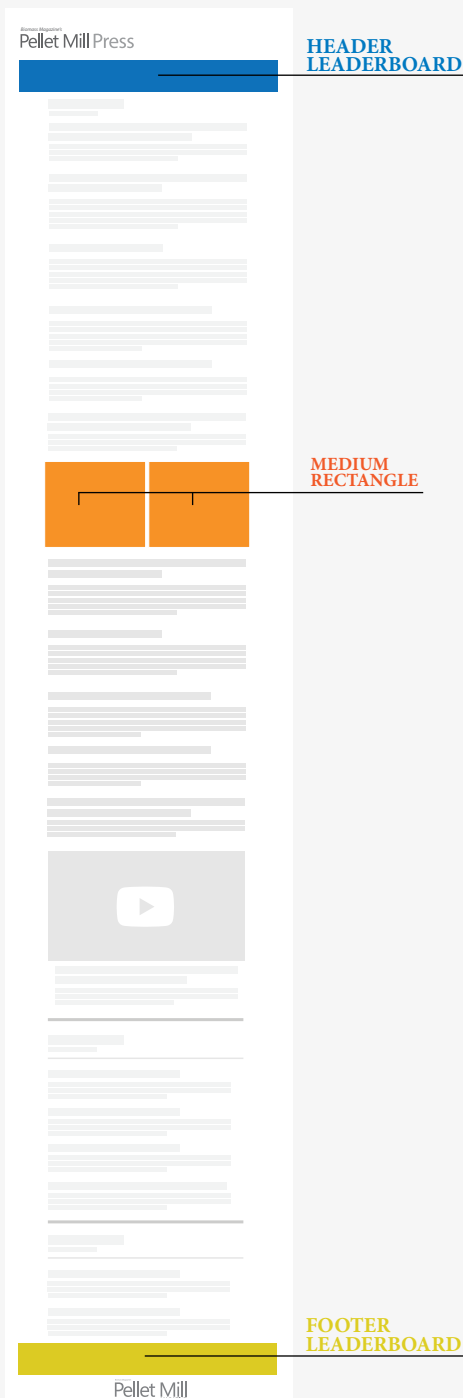 Biomass Magazine's
Pellet Mill Press
HEADER
LEADERBOARD
MEDIUM
RECTANGLE
FOOTER
LEADERBOARD
Pellet Mill